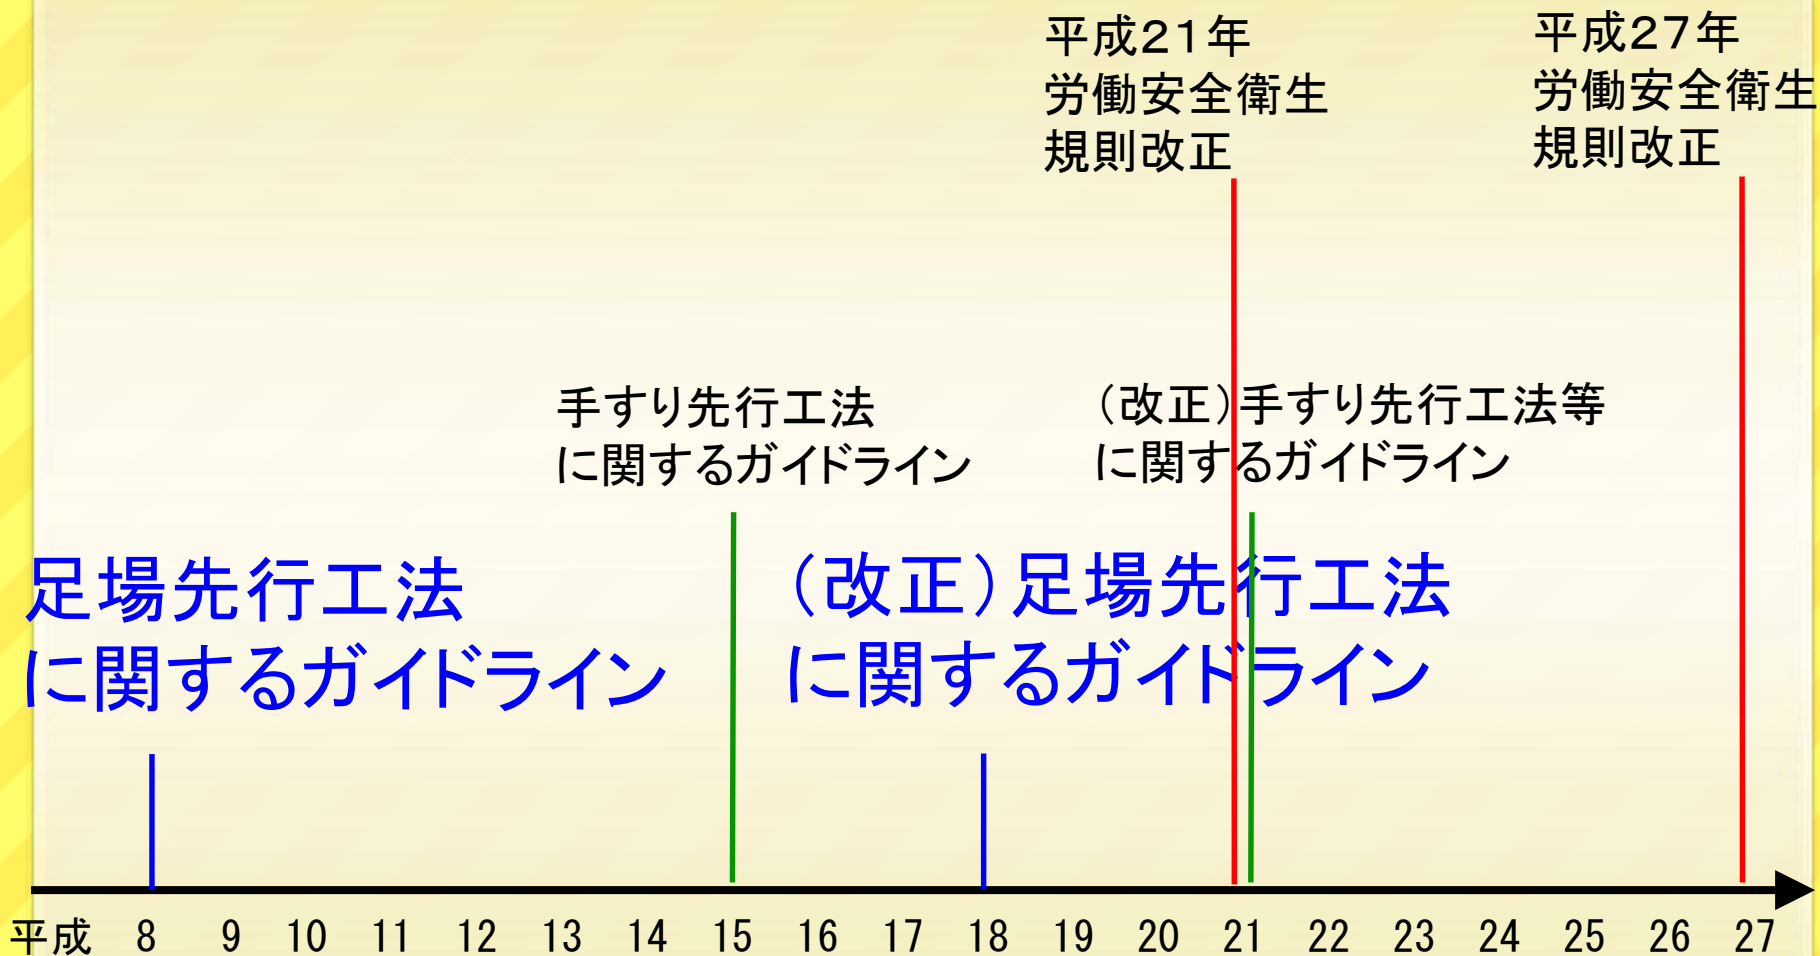 平成21年
労働安全衛生
規則改正
平成27年
労働安全衛生
規則改正
手すり先行工法
に関するガイドライン
（改正）手すり先行工法等
に関するガイドライン
足場先行工法
に関するガイドライン
（改正）足場先行工法
に関するガイドライン
平成 8 9 10 11 12 13 14 15 16 17 18 19 20 21 22 23 24 25 26 27